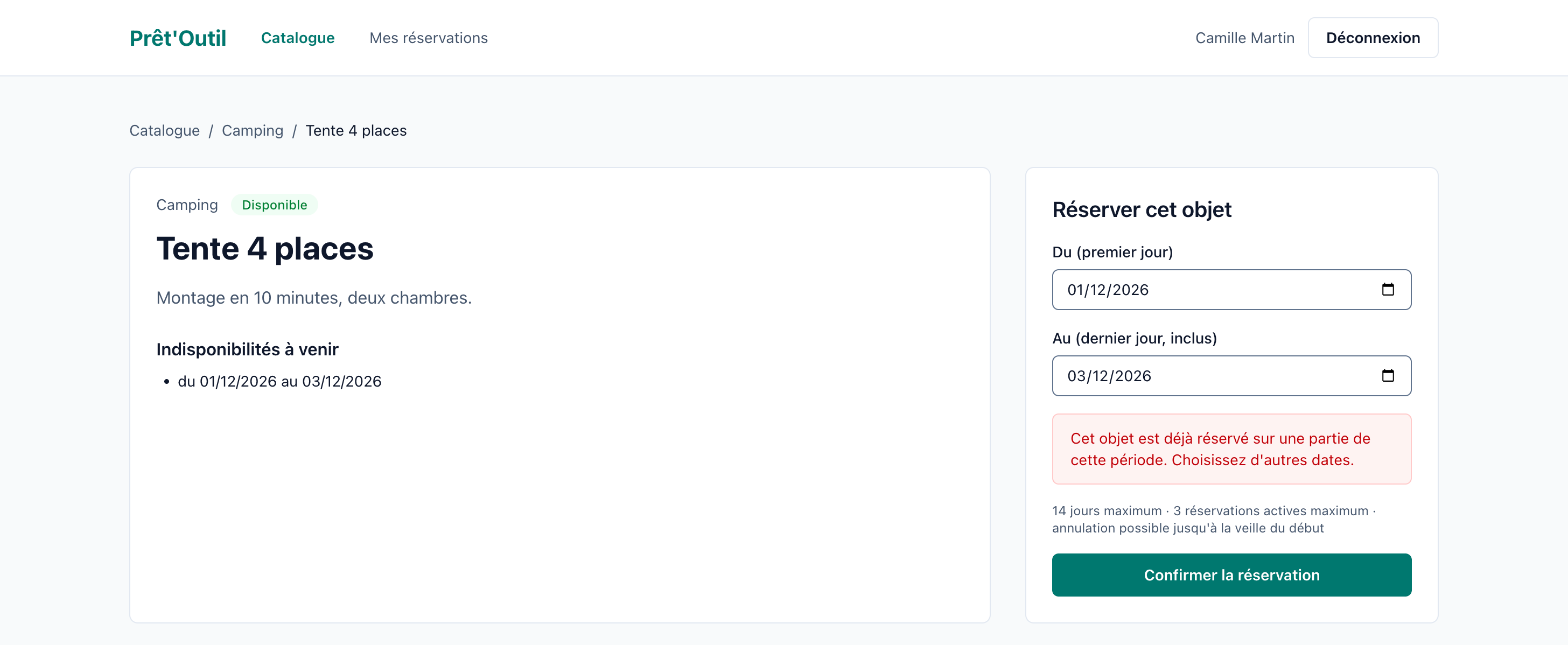 Prêt'Outil
Catalogue
Mes réservations
Camille Martin
Déconnexion
Catalogue / Camping / Tente 4 places
Camping
Disponible
Tente 4 places
Montage en 10 minutes, deux chambres.
Indisponibilités à venir
• du 01/12/2026 au 03/12/2026
Réserver cet objet
Du (premier jour)
01/12/2026
Au (dernier jour, inclus)
03/12/2026
Cet objet est déjà réservé sur une partie de
cette période. Choisissez d'autres dates.
14 jours maximum · 3 réservations actives maximum ·
annulation possible jusqu'à la veille du début
Confirmer la réservation